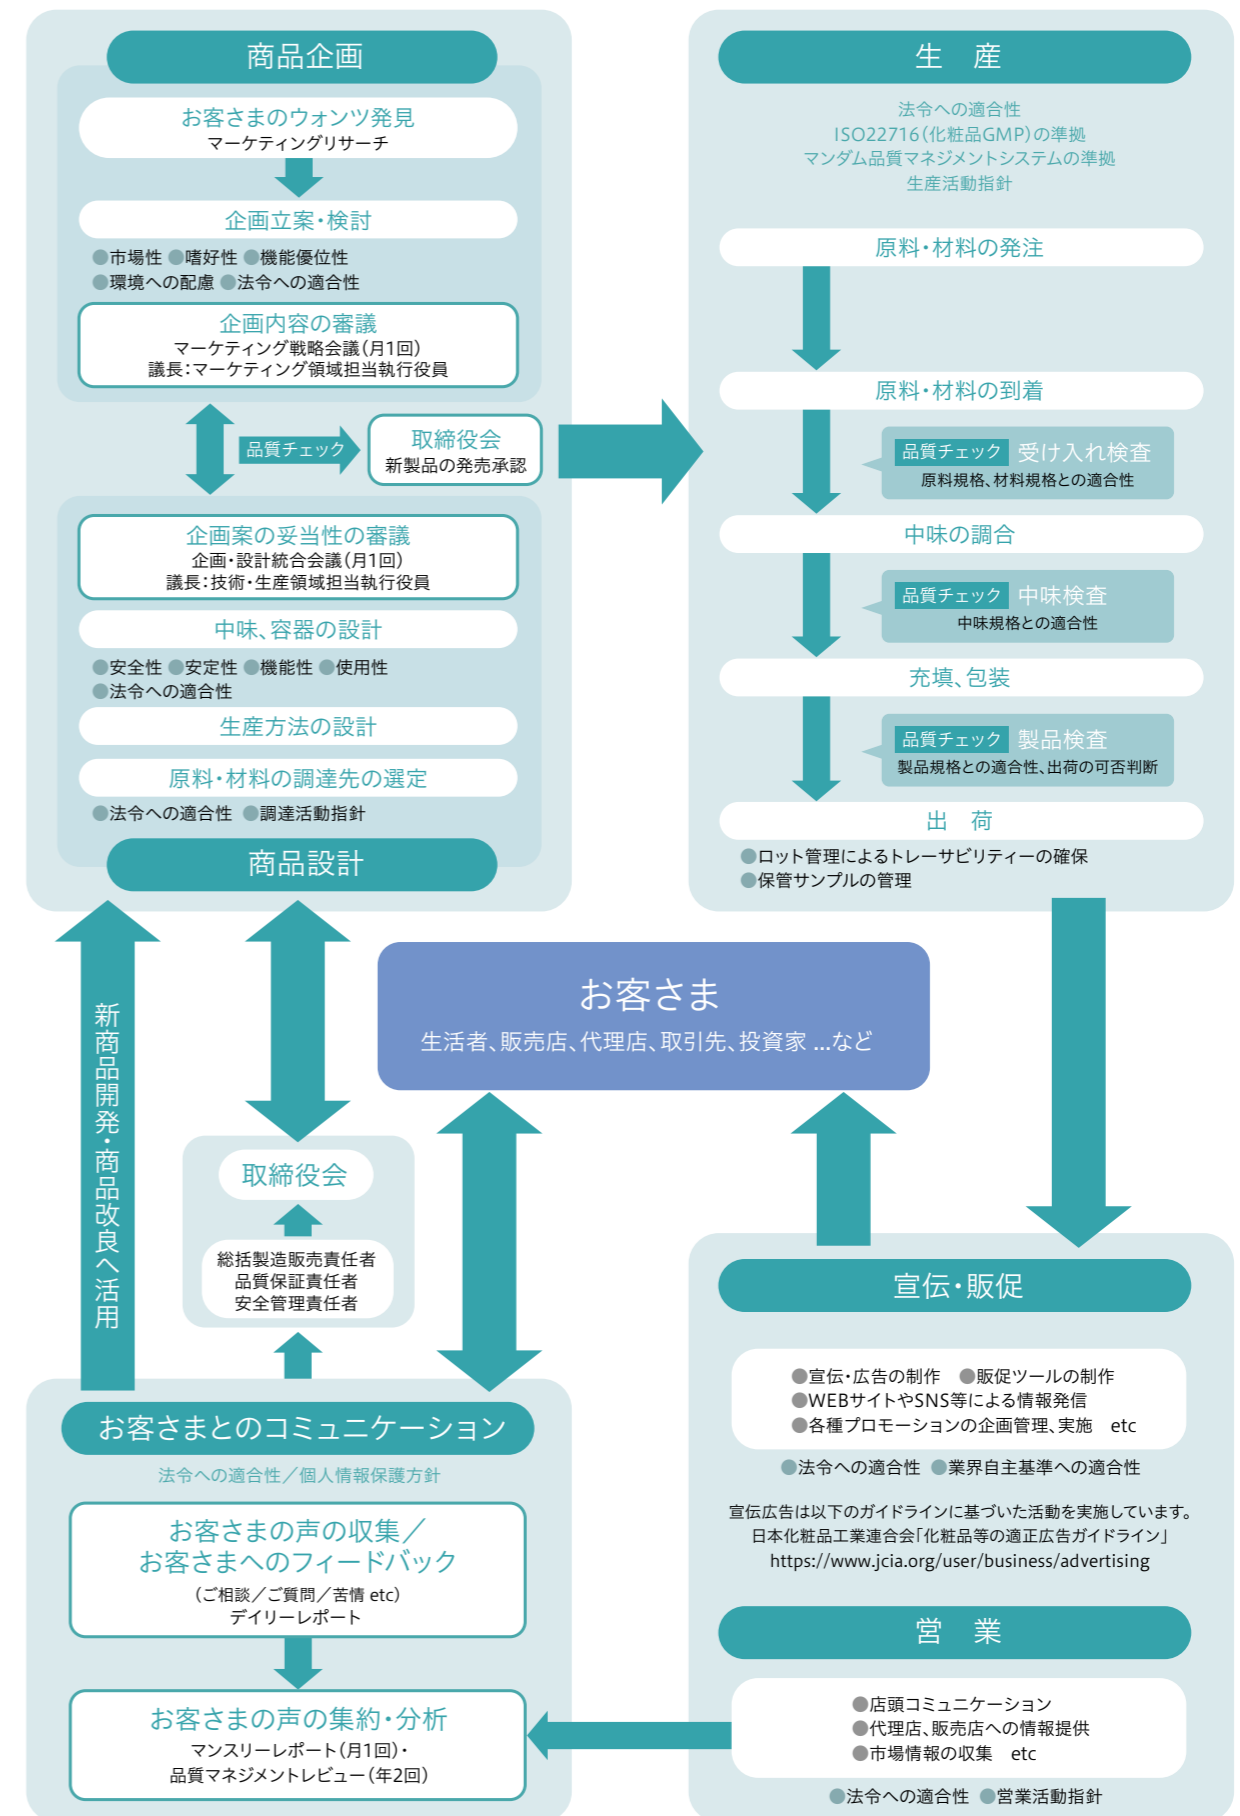 商品企画
お客さまのウォンツ発見
マーケティングリサーチ
企画立案・検討
●市場性 ●嗜好性 ●機能優位性
●環境への配慮 ●法令への適合性
企画内容の審議
マーケティング戦略会議（月1回）
議長：マーケティング領域担当執行役員
品質チェック
取締役会
新製品の発売承認
企画案の妥当性の審議
企画・設計統合会議（月1回）
議長：技術・生産領域担当執行役員
中味、容器の設計
●安全性 ●安定性 ●機能性 ●使用性
●法令への適合性
生産方法の設計
原料・材料の調達先の選定
●法令への適合性 ●調達活動指針
商品設計
生　産
法令への適合性
ISO22716（化粧品GMP）の準拠
マンダム品質マネジメントシステムの準拠
生産活動指針
原料・材料の発注
原料・材料の到着
品質チェック 受け入れ検査
原料規格、材料規格との適合性
中味の調合
品質チェック 中味検査
中味規格との適合性
充填、包装
品質チェック 製品検査
製品規格との適合性、出荷の可否判断
出　荷
●ロット管理によるトレーサビリティーの確保
●保管サンプルの管理
お客さま
生活者、販売店、代理店、取引先、投資家 ...など
新商品開発・商品改良へ活用
取締役会
総括製造販売責任者
品質保証責任者
安全管理責任者
お客さまとのコミュニケーション
法令への適合性／個人情報保護方針
お客さまの声の収集／
お客さまへのフィードバック
（ご相談／ご質問／苦情 etc）
デイリーレポート
お客さまの声の集約・分析
マンスリーレポート（月1回）・
品質マネジメントレビュー（年2回）
宣伝・販促
●宣伝・広告の制作　●販促ツールの制作
●WEBサイトやSNS等による情報発信
●各種プロモーションの企画管理、実施　etc
●法令への適合性 ●業界自主基準への適合性
宣伝広告は以下のガイドラインに基づいた活動を実施しています。
日本化粧品工業連合会「化粧品等の適正広告ガイドライン」
https://www.jcia.org/user/business/advertising
営　業
●店頭コミュニケーション
●代理店、販売店への情報提供
●市場情報の収集　etc
●法令への適合性 ●営業活動指針